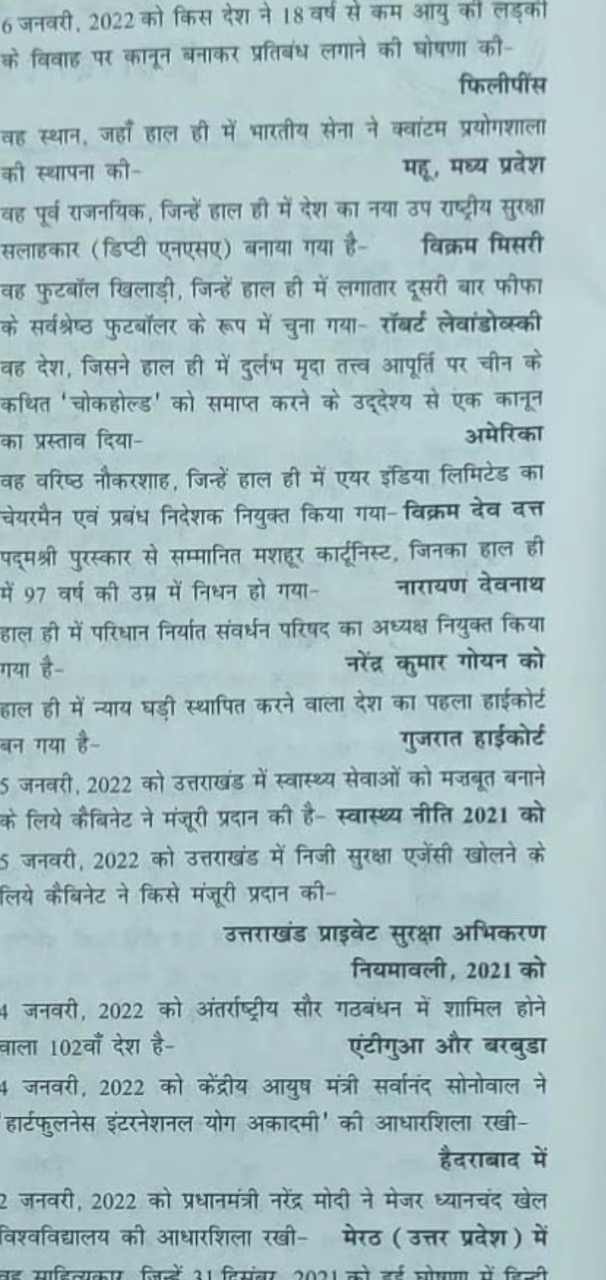 6 जनवरी, 2022 को किस देश ने 18 वर्ष से कम आयु की लड़की
के विवाह पर कानून बनाकर प्रतिबंध लगाने की घोषणा की-
फिलीपींस
वह स्थान, जहाँ हाल ही में भारतीय सेना ने क्वांटम प्रयोगशाला
की स्थापना की- महू, मध्य प्रदेश
वह पूर्व राजनयिक, जिन्हें हाल ही में देश का नया उप राष्ट्रीय सुरक्षा
सलाहकार (डिप्टी एनएसए) बनाया गया है- विक्रम मिसरी
वह फुटबॉल खिलाड़ी, जिन्हें हाल ही में लगातार दूसरी बार फीफा
के सर्वश्रेष्ठ फुटबॉलर के रूप में चुना गया- रॉबर्ट लेवांडोव्स्की
वह देश, जिसने हाल ही में दुर्लभ मृदा तत्त्व आपूर्ति पर चीन के
कथित 'चोकहोल्ड' को समाप्त करने के उद्देश्य से एक कानून
का प्रस्ताव दिया- अमेरिका
वह वरिष्ठ नौकरशाह, जिन्हें हाल ही में एयर इंडिया लिमिटेड का
चेयरमैन एवं प्रबंध निदेशक नियुक्त किया गया- विक्रम देव दत्त
पद्मश्री पुरस्कार से सम्मानित मशहूर कार्टूनिस्ट, जिनका हाल ही
में 97 वर्ष की उम्र में निधन हो गया- नारायण देवनाथ
हाल ही में परिधान निर्यात संवर्धन परिषद का अध्यक्ष नियुक्त किया
गया है- नरेंद्र कुमार गोयन को
हाल ही में न्याय घड़ी स्थापित करने वाला देश का पहला हाईकोर्ट
बन गया है- गुजरात हाईकोर्ट
5 जनवरी, 2022 को उत्तराखंड में स्वास्थ्य सेवाओं को मज़बूत बनाने
के लिये कैबिनेट ने मंज़ूरी प्रदान की है- स्वास्थ्य नीति 2021 को
5 जनवरी, 2022 को उत्तराखंड में निजी सुरक्षा एजेंसी खोलने के
लिये कैबिनेट ने किसे मंज़ूरी प्रदान की-
उत्तराखंड प्राइवेट सुरक्षा अभिकरण
नियमावली, 2021 को
4 जनवरी, 2022 को अंतर्राष्ट्रीय सौर गठबंधन में शामिल होने
वाला 102वाँ देश है- एंटीगुआ और बरबुडा
4 जनवरी, 2022 को केंद्रीय आयुष मंत्री सर्वानंद सोनोवाल ने
'हार्टफुलनेस इंटरनेशनल योग अकादमी' की आधारशिला रखी-
हैदराबाद में
2 जनवरी, 2022 को प्रधानमंत्री नरेंद्र मोदी ने मेजर ध्यानचंद खेल
विश्वविद्यालय की आधारशिला रखी- मेरठ (उत्तर प्रदेश) में
वह साहित्यकार, जिन्हें 31 दिसंबर, 2021 को हुई घोषणा में हिन्दी